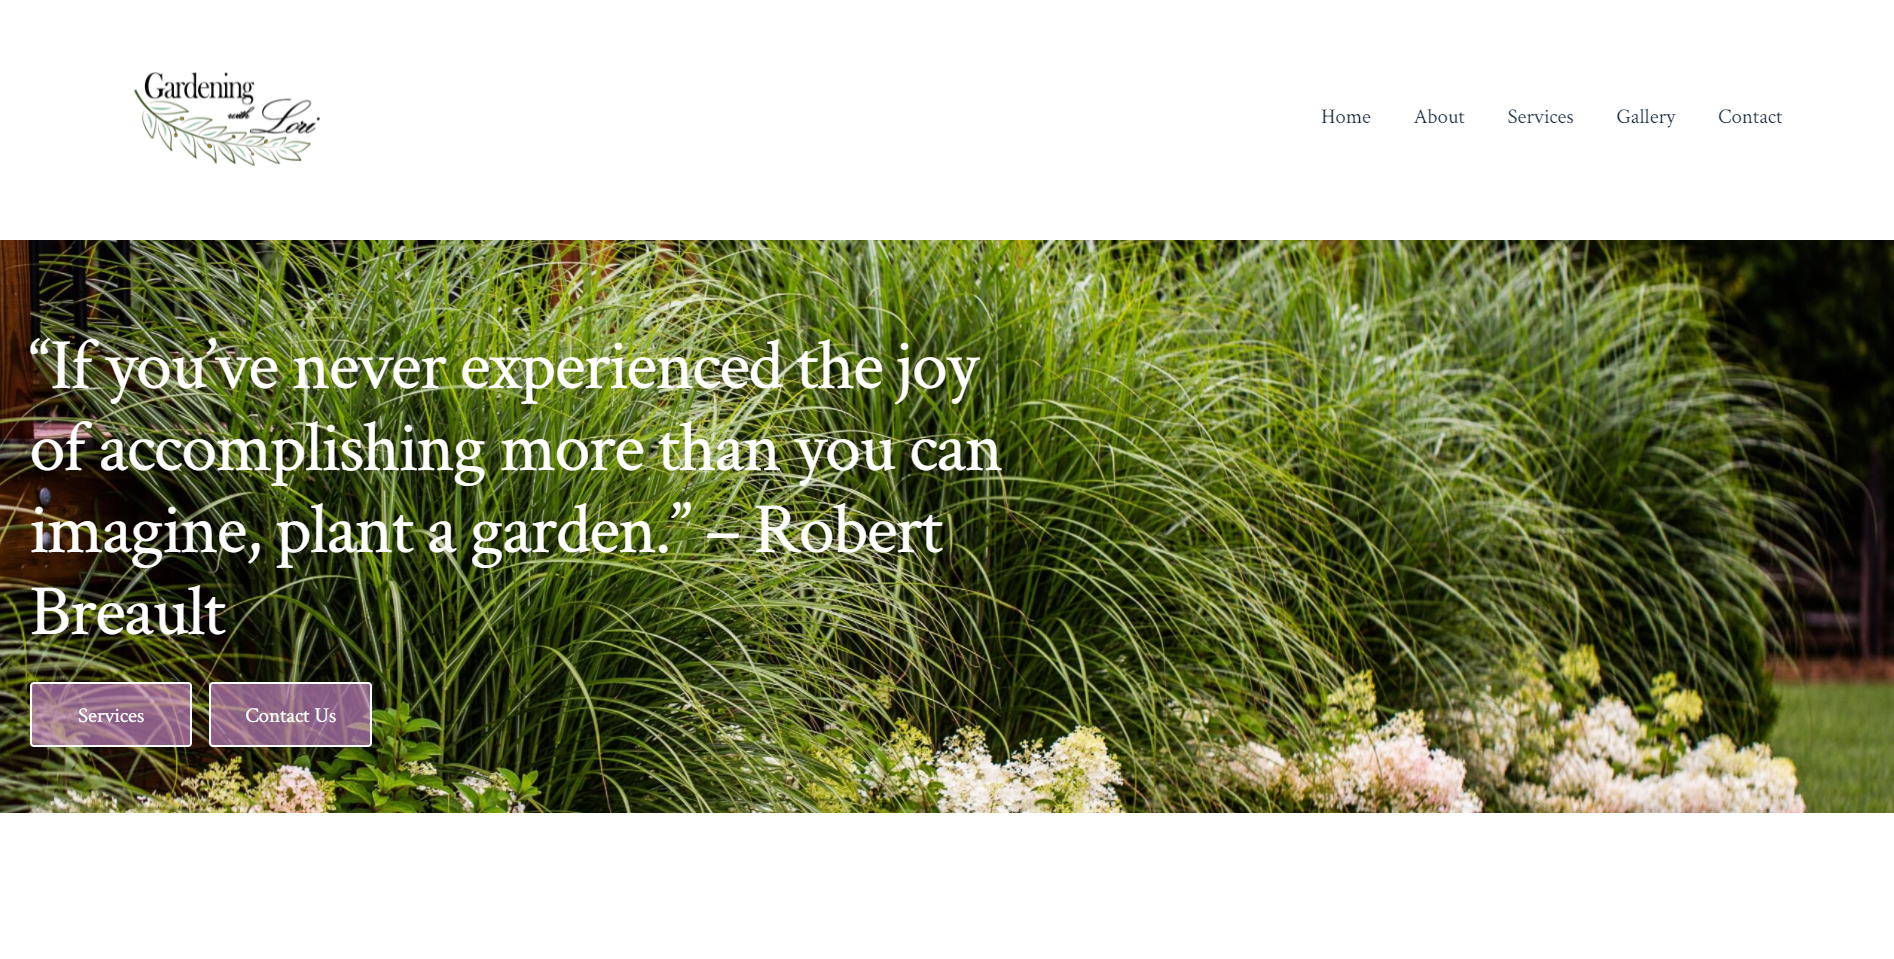 Gardening
with Lori
Home About Services Gallery Contact
“If you’ve never experienced the joy
of accomplishing more than you can
imagine, plant a garden.” – Robert
Breault
Services Contact Us